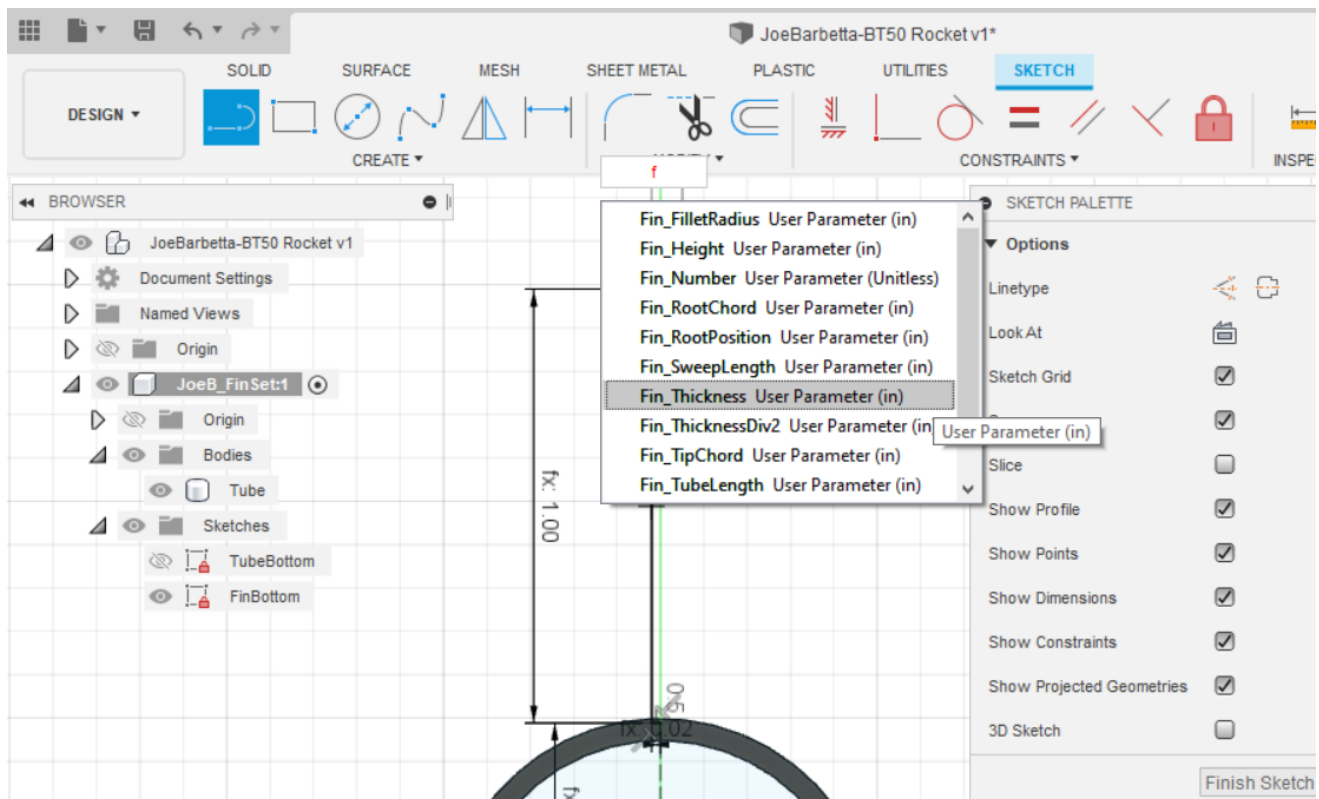 JoeBarbetta-BT50 Rocket v1*
SOLID SURFACE MESH SHEET METAL PLASTIC UTILITIES SKETCH
DESIGN
CREATE CONSTRAINTS INSPE
f
BROWSER
JoeBarbetta-BT50 Rocket v1
Document Settings
Named Views
Origin
JoeB_FinSet:1
Origin
Bodies
Tube
Sketches
TubeBottom
FinBottom
Fin_FilletRadius User Parameter (in)
Fin_Height User Parameter (in)
Fin_Number User Parameter (Unitless)
Fin_RootChord User Parameter (in)
Fin_RootPosition User Parameter (in)
Fin_SweepLength User Parameter (in)
Fin_Thickness User Parameter (in)
Fin_ThicknessDiv2 User Parameter (in
Fin_TipChord User Parameter (in)
Fin_TubeLength User Parameter (in)
User Parameter (in)
fx: 1.00
fx: 0.02
fx
SKETCH PALETTE
Options
Linetype
Look At
Sketch Grid
Slice
Show Profile
Show Points
Show Dimensions
Show Constraints
Show Projected Geometries
3D Sketch
Finish Sketch